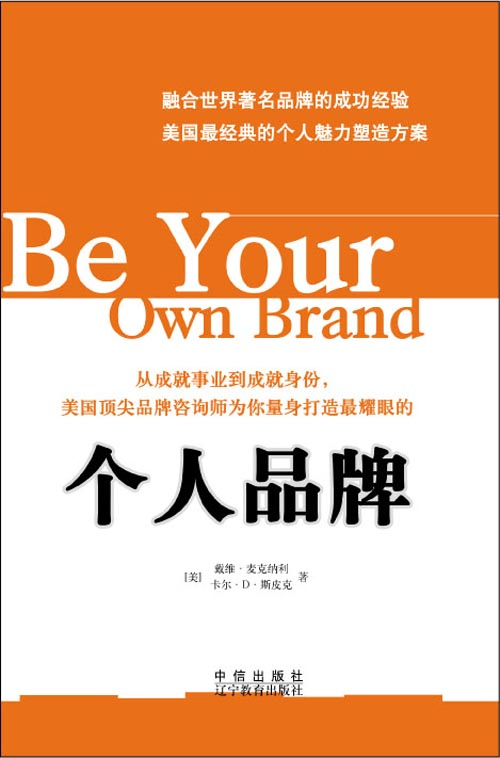 融合世界著名品牌的成功经验
美国最经典的个人魅力塑造方案
Be Your
Own Brand
从成就事业到成就身份，
美国顶尖品牌咨询师为你量身打造最耀眼的
个人品牌
[美] 戴维·麦克纳利
卡尔·D·斯皮克 著
中信出版社
辽宁教育出版社